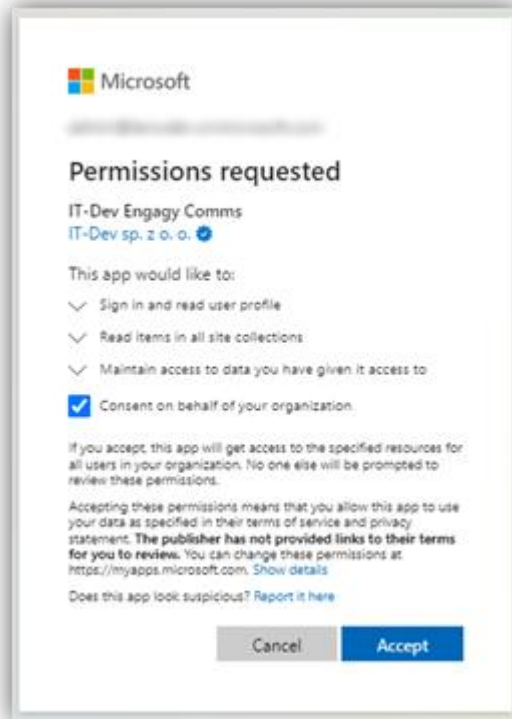 Microsoft
Permissions requested
IT-Dev Engagy Comms
IT-Dev sp. z o. o.
This app would like to:
Sign in and read user profile
Read items in all site collections
Maintain access to data you have given it access to
Consent on behalf of your organization
If you accept, this app will get access to the specified resources for
all users in your organization. No one else will be prompted to
review these permissions.
Accepting these permissions means that you allow this app to use
your data as specified in their terms of service and privacy
statement. The publisher has not provided links to their terms
for you to review. You can change these permissions at
https://myapps.microsoft.com. Show details
Does this app look suspicious? Report it here
Cancel Accept